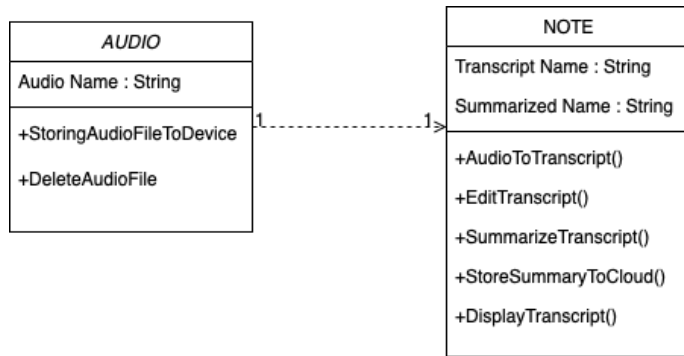 AUDIO
Audio Name : String
+StoringAudioFileToDevice
+DeleteAudioFile
1
1
NOTE
Transcript Name : String
Summarized Name : String
+AudioToTranscript()
+EditTranscript()
+SummarizeTranscript()
+StoreSummaryToCloud()
+DisplayTranscript()